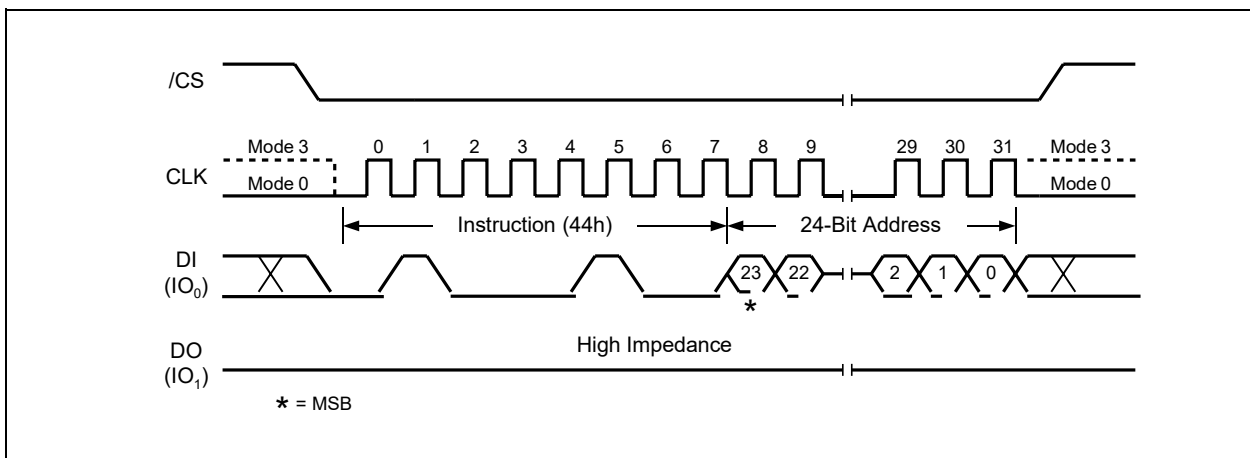 /CS
Mode 3 0 1 2 3 4 5 6 7 8 9 29 30 31 Mode 3
CLK Mode 0 Mode 0
Instruction (44h) 24-Bit Address
DI
(IO₀) 23 22 2 1 0
*
DO High Impedance
(IO₁)
* = MSB